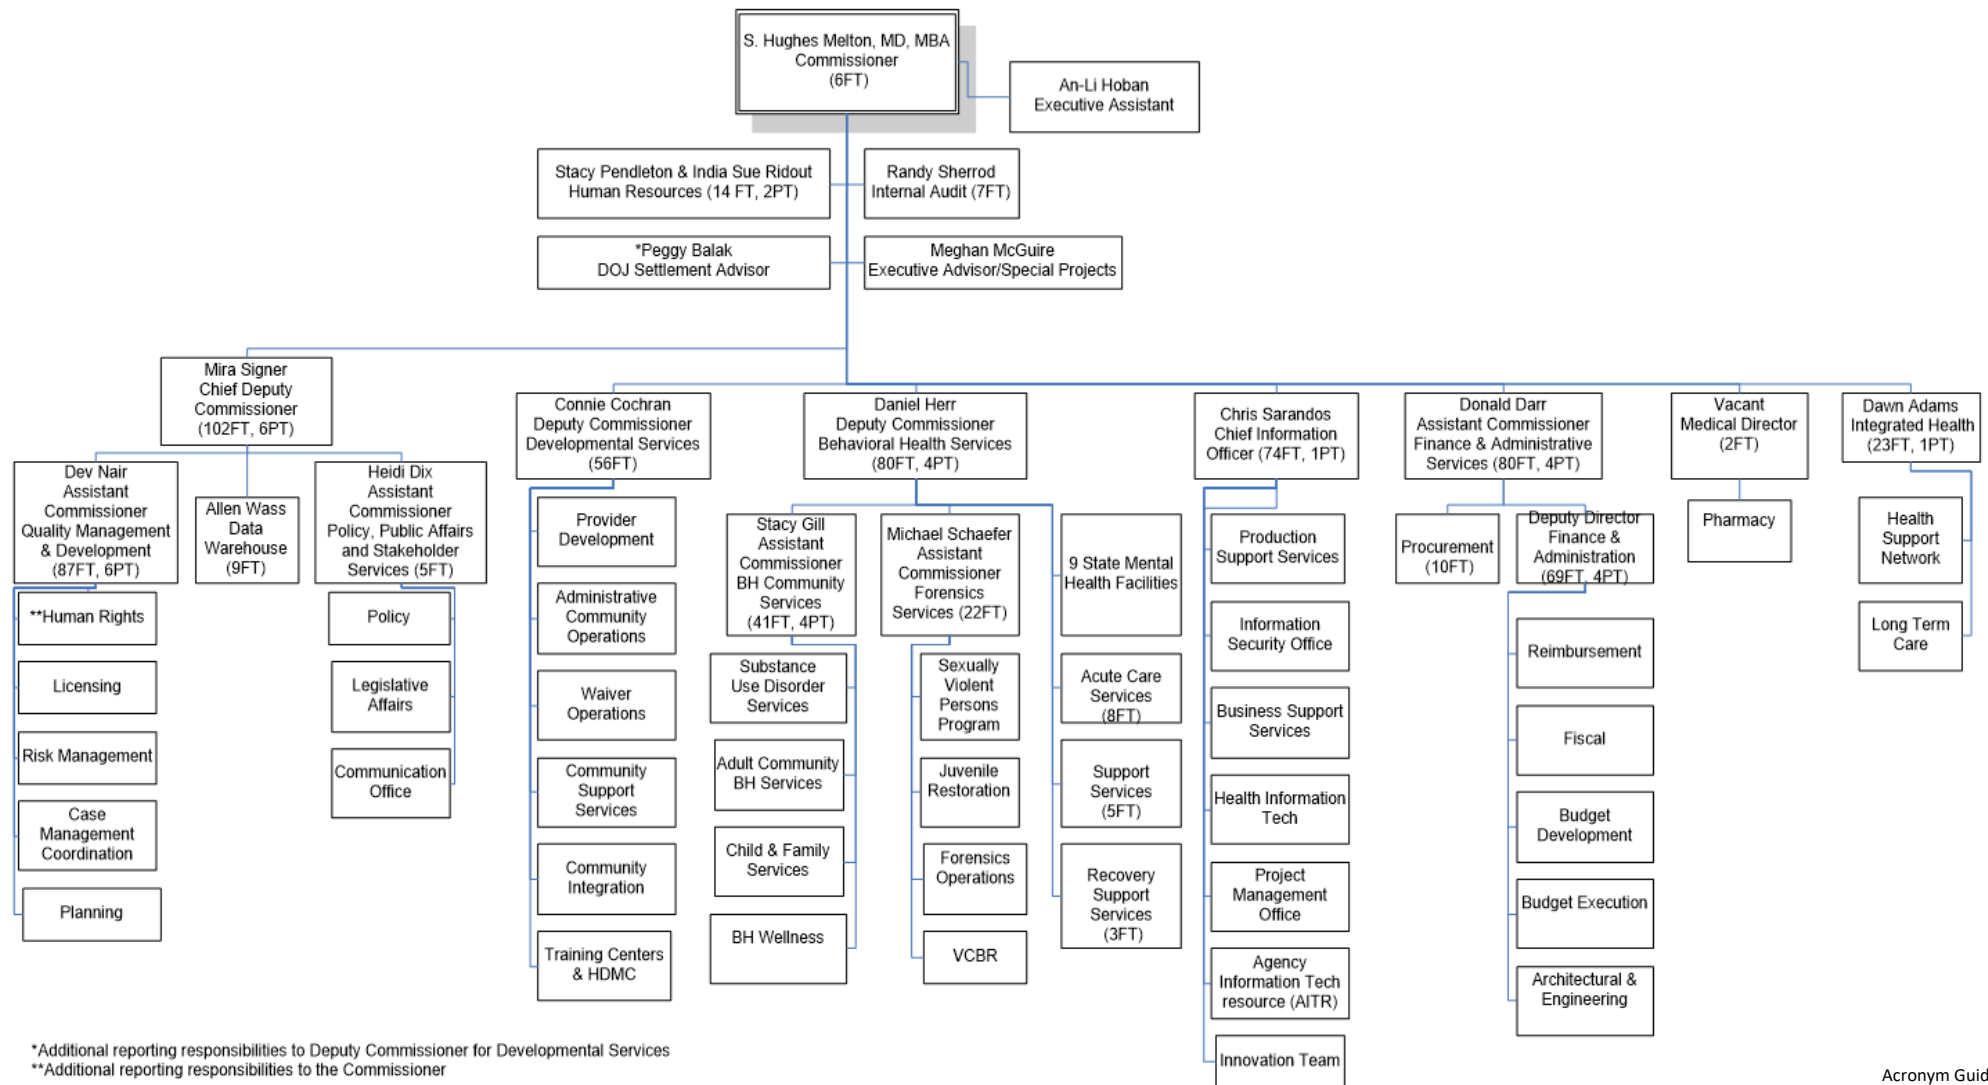 S. Hughes Melton, MD, MBA
Commissioner
(6FT)
An-Li Hoban
Executive Assistant
Stacy Pendleton & India Sue Ridout
Human Resources (14 FT, 2PT)
Randy Sherrod
Internal Audit (7FT)
*Peggy Balak
DOJ Settlement Advisor
Meghan McGuire
Executive Advisor/Special Projects
Mira Signer
Chief Deputy
Commissioner
(102FT, 6PT)
Connie Cochran
Deputy Commissioner
Developmental Services
(56FT)
Daniel Herr
Deputy Commissioner
Behavioral Health Services
(80FT, 4PT)
Chris Sarandos
Chief Information
Officer (74FT, 1PT)
Donald Darr
Assistant Commissioner
Finance & Administrative
Services (80FT, 4PT)
Vacant
Medical Director
(2FT)
Dawn Adams
Integrated Health
(23FT, 1PT)
Dev Nair
Assistant
Commissioner
Quality Management
& Development
(87FT, 6PT)
Allen Wass
Data
Warehouse
(9FT)
Heidi Dix
Assistant
Commissioner
Policy, Public Affairs
and Stakeholder
Services (5FT)
**Human Rights
Licensing
Risk Management
Case
Management
Coordination
Planning
Policy
Legislative
Affairs
Communication
Office
Provider
Development
Administrative
Community
Operations
Waiver
Operations
Community
Support
Services
Community
Integration
Training Centers
& HDMC
Stacy Gill
Assistant
Commissioner
BH Community
Services
(41FT, 4PT)
Substance
Use Disorder
Services
Adult Community
BH Services
Child & Family
Services
BH Wellness
Michael Schaefer
Assistant
Commissioner
Forensics
Services (22FT)
Sexually
Violent
Persons
Program
Juvenile
Restoration
Forensics
Operations
VCBR
9 State Mental
Health Facilities
Acute Care
Services
(8FT)
Support
Services
(5FT)
Recovery
Support
Services
(3FT)
Production
Support Services
Information
Security Office
Business Support
Services
Health Information
Tech
Project
Management
Office
Agency
Information Tech
resource (AITR)
Innovation Team
Procurement
(10FT)
Deputy Director
Finance &
Administration
(69FT, 4PT)
Reimbursement
Fiscal
Budget
Development
Budget Execution
Architectural &
Engineering
Pharmacy
Health
Support
Network
Long Term
Care
*Additional reporting responsibilities to Deputy Commissioner for Developmental Services
**Additional reporting responsibilities to the Commissioner
Acronym Guid